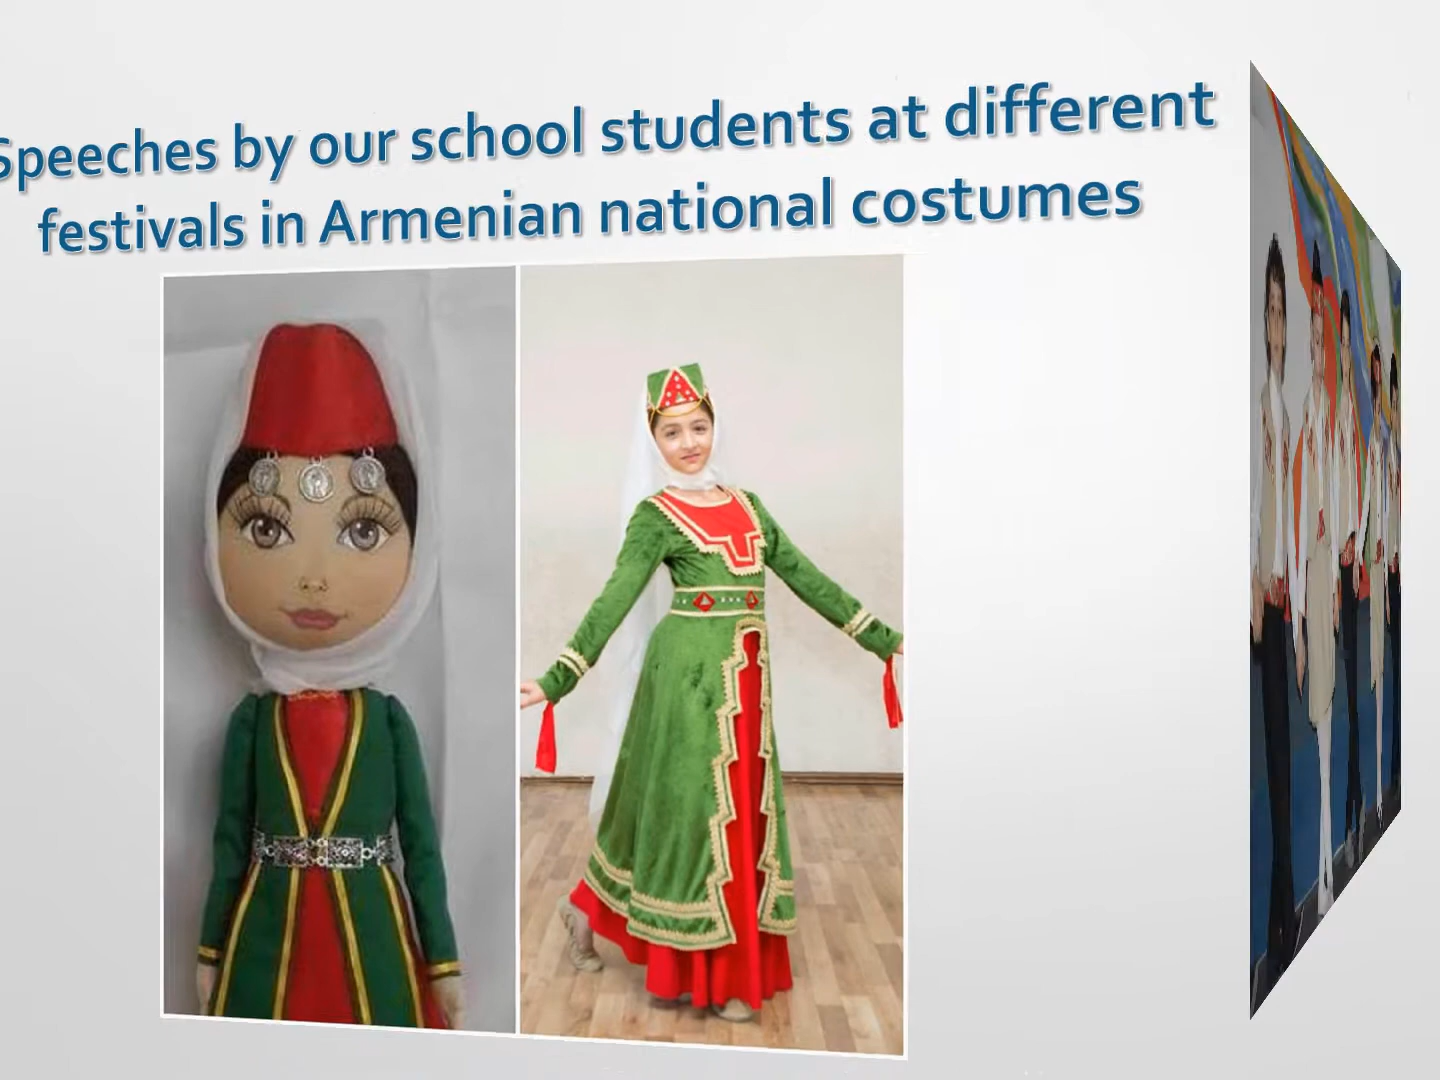 Speeches by our school students at different
festivals in Armenian national costumes